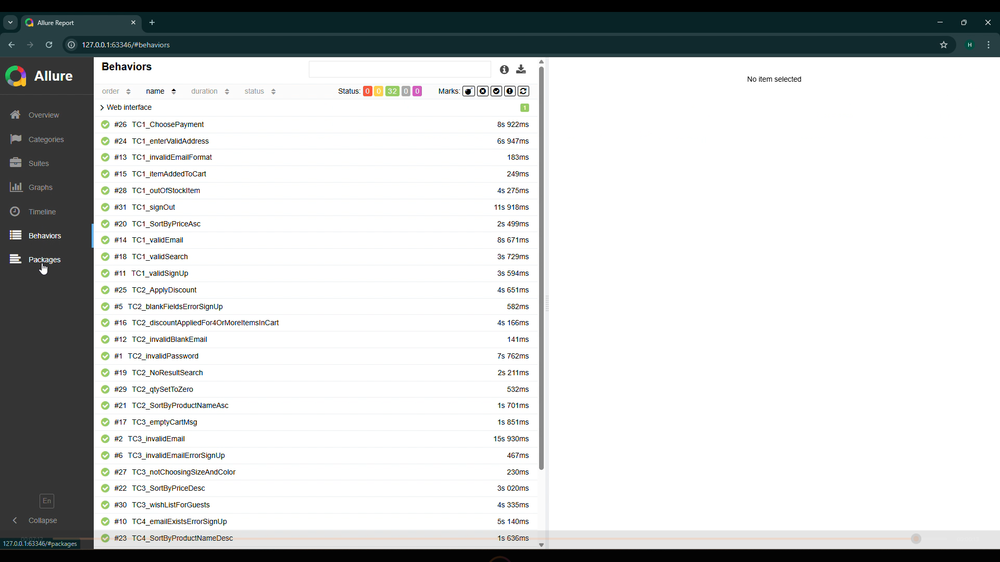 Allure Report
127.0.0.1:63346/#behaviors
H
Allure
Overview
Categories
Suites
Graphs
Timeline
Behaviors
Packages
En
Collapse
127.0.0.1:63346/#packages
Behaviors
order name duration status Status: 0 0 32 0 0 Marks:
Web interface 1
#26 TC1_ChoosePayment 8s 922ms
#24 TC1_enterValidAddress 6s 947ms
#13 TC1_invalidEmailFormat 183ms
#15 TC1_itemAddedToCart 249ms
#28 TC1_outOfStockItem 4s 275ms
#31 TC1_signOut 11s 918ms
#20 TC1_SortByPriceAsc 2s 499ms
#14 TC1_validEmail 8s 671ms
#18 TC1_validSearch 3s 729ms
#11 TC1_validSignUp 3s 594ms
#25 TC2_ApplyDiscount 4s 651ms
#5 TC2_blankFieldsErrorSignUp 582ms
#16 TC2_discountAppliedFor4OrMoreItemsInCart 4s 166ms
#12 TC2_invalidBlankEmail 141ms
#1 TC2_invalidPassword 7s 762ms
#19 TC2_NoResultSearch 2s 211ms
#29 TC2_qtySetToZero 532ms
#21 TC2_SortByProductNameAsc 1s 701ms
#17 TC3_emptyCartMsg 1s 851ms
#2 TC3_invalidEmail 15s 930ms
#6 TC3_invalidEmailErrorSignUp 467ms
#27 TC3_notChoosingSizeAndColor 230ms
#22 TC3_SortByPriceDesc 3s 020ms
#30 TC3_wishListForGuests 4s 335ms
#10 TC4_emailExistsErrorSignUp 5s 140ms
#23 TC4_SortByProductNameDesc 1s 636ms
No item selected